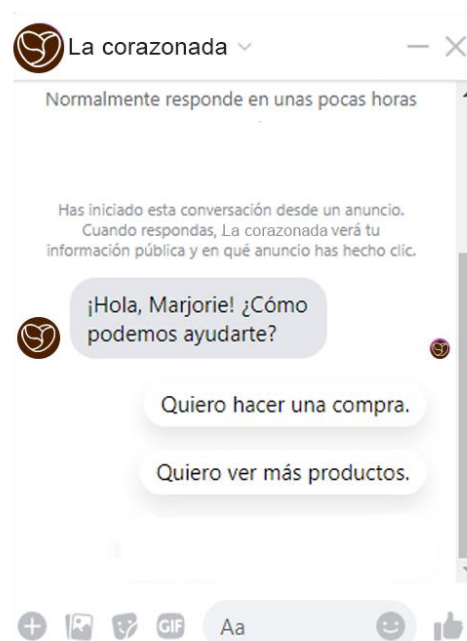 La corazonada
Normalmente responde en unas pocas horas
Has iniciado esta conversación desde un anuncio.
Cuando respondas, La corazonada verá tu
información pública y en qué anuncio has hecho clic.
¡Hola, Marjorie! ¿Cómo
podemos ayudarte?
Quiero hacer una compra.
Quiero ver más productos.
GIF
Aa